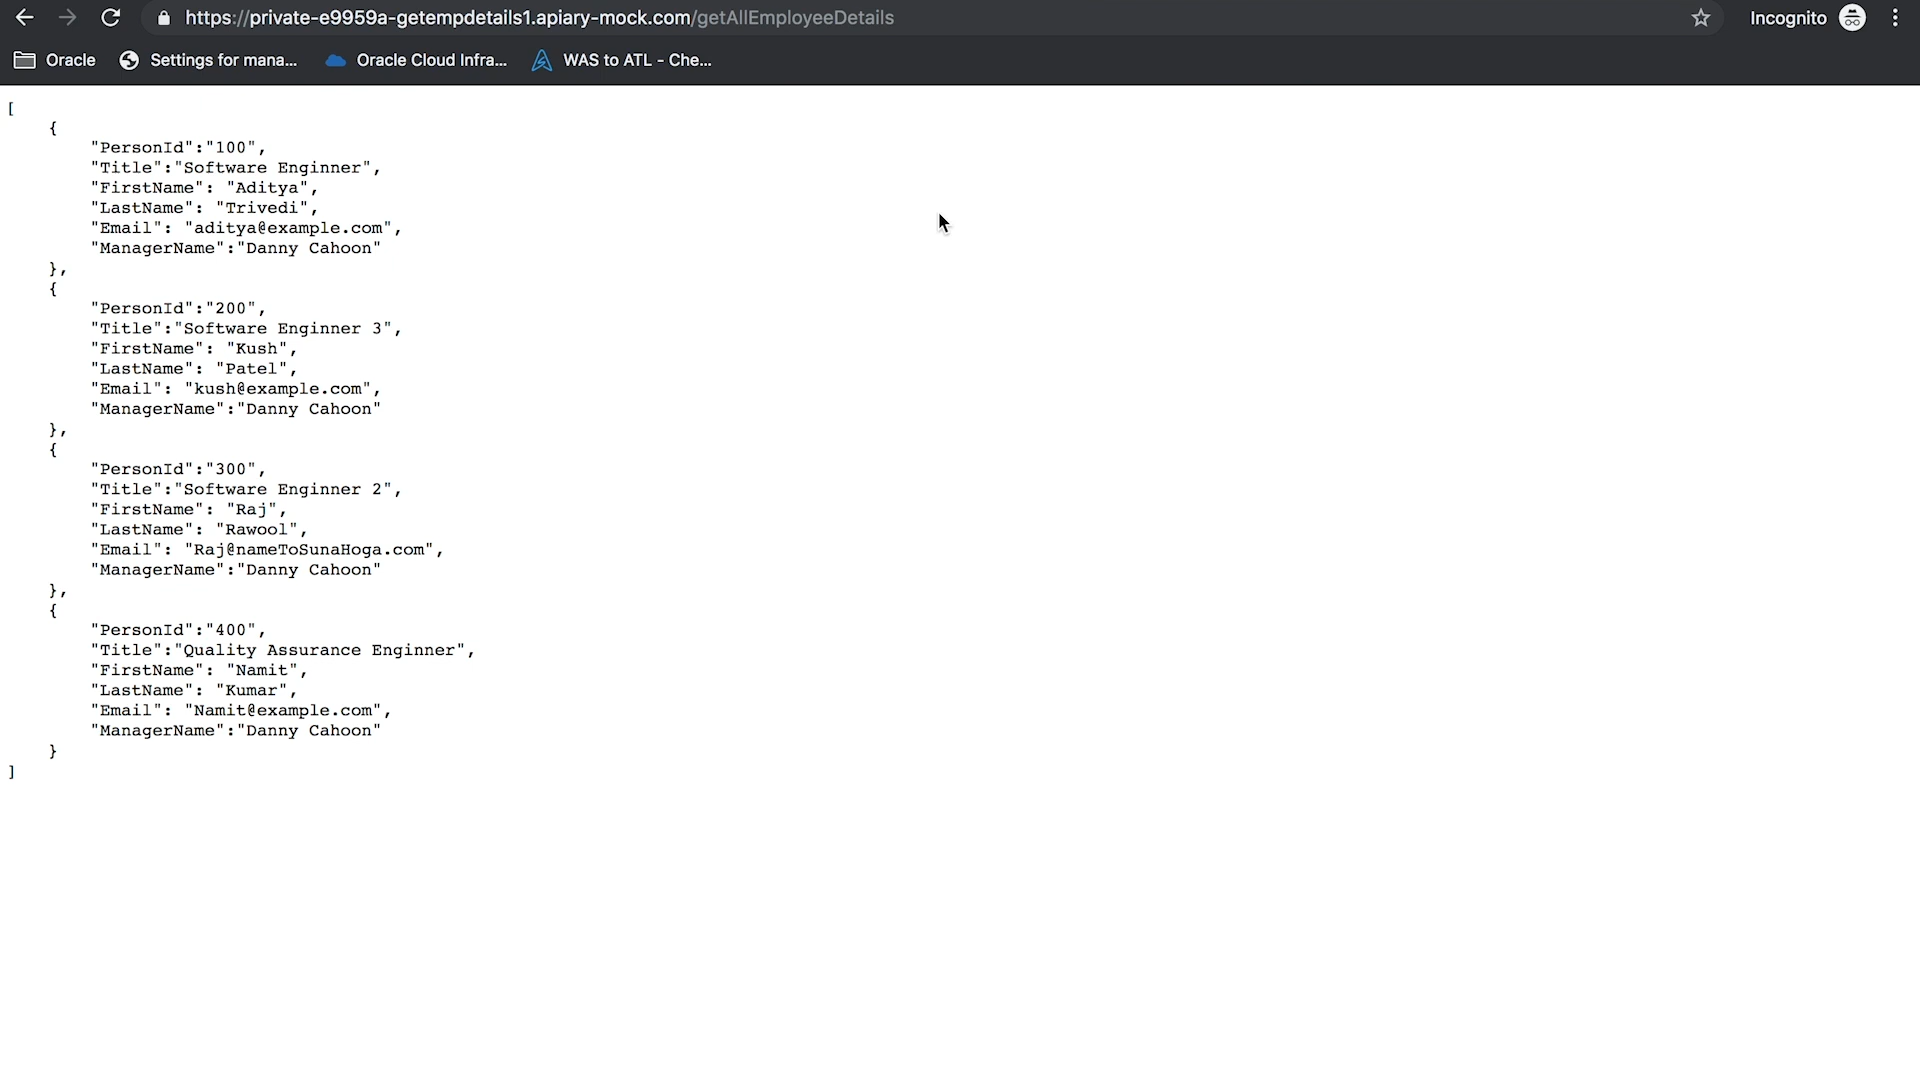 https://private-e9959a-getempdetails1.apiary-mock.com/getAllEmployeeDetails
Incognito
Oracle
Settings for mana...
Oracle Cloud Infra...
WAS to ATL - Che...
[
{
"PersonId":"100",
"Title":"Software Enginner",
"FirstName": "Aditya",
"LastName": "Trivedi",
"Email": "aditya@example.com",
"ManagerName":"Danny Cahoon"
},
{
"PersonId":"200",
"Title":"Software Enginner 3",
"FirstName": "Kush",
"LastName": "Patel",
"Email": "kush@example.com",
"ManagerName":"Danny Cahoon"
},
{
"PersonId":"300",
"Title":"Software Enginner 2",
"FirstName": "Raj",
"LastName": "Rawool",
"Email": "Raj@nameToSunaHoga.com",
"ManagerName":"Danny Cahoon"
},
{
"PersonId":"400",
"Title":"Quality Assurance Enginner",
"FirstName": "Namit",
"LastName": "Kumar",
"Email": "Namit@example.com",
"ManagerName":"Danny Cahoon"
}
]